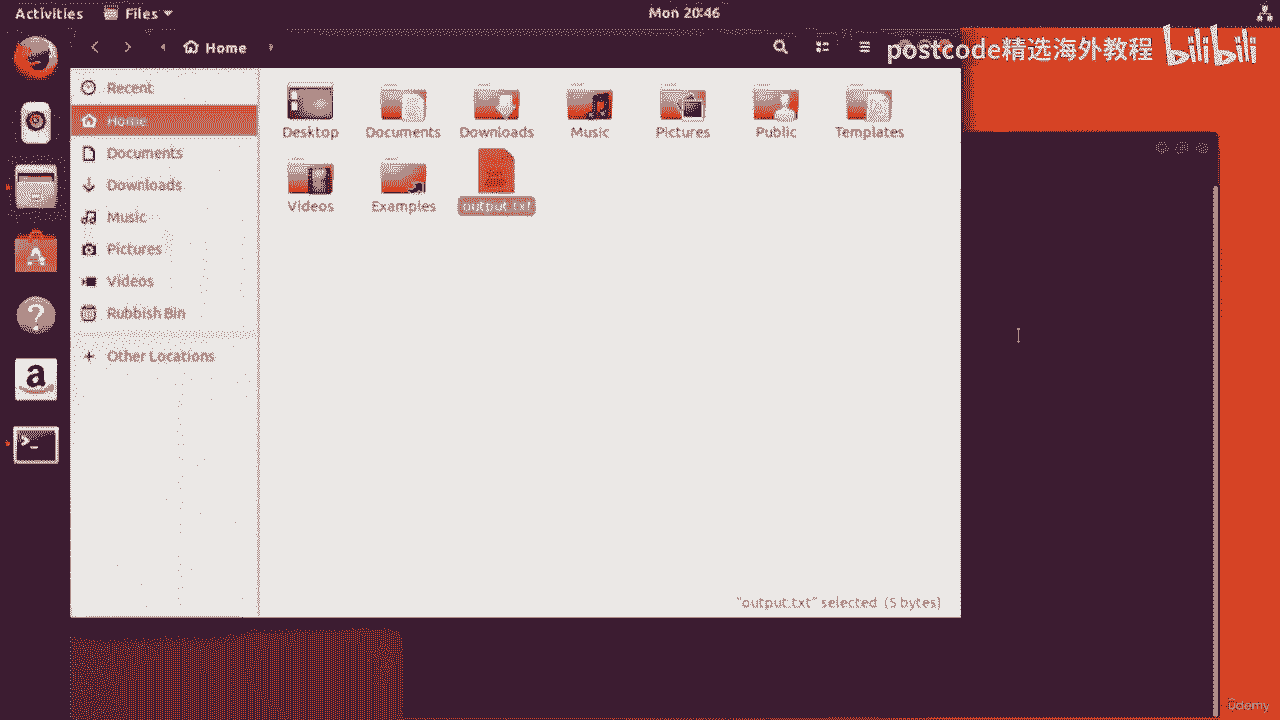 Activities Files Mon 20:46
Home
postcode精选海外教程 bilibili
Recent
Home
Documents
Downloads
Music
Pictures
Videos
Rubbish Bin
Other Locations
Desktop Documents Downloads Music Pictures Public Templates
Videos Examples output.txt
"output.txt" selected (5 bytes)
ûdemy